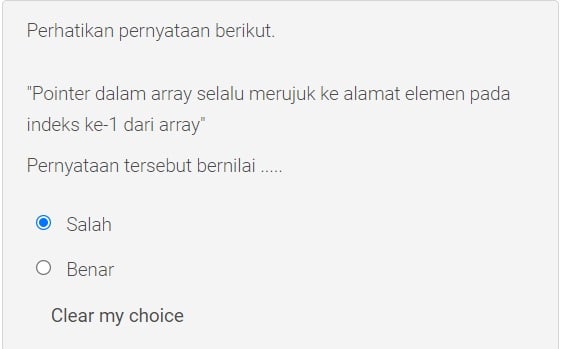 Perhatikan pernyataan berikut.
"Pointer dalam array selalu merujuk ke alamat elemen pada
indeks ke-1 dari array"
Pernyataan tersebut bernilai .....
Salah
Benar
Clear my choice